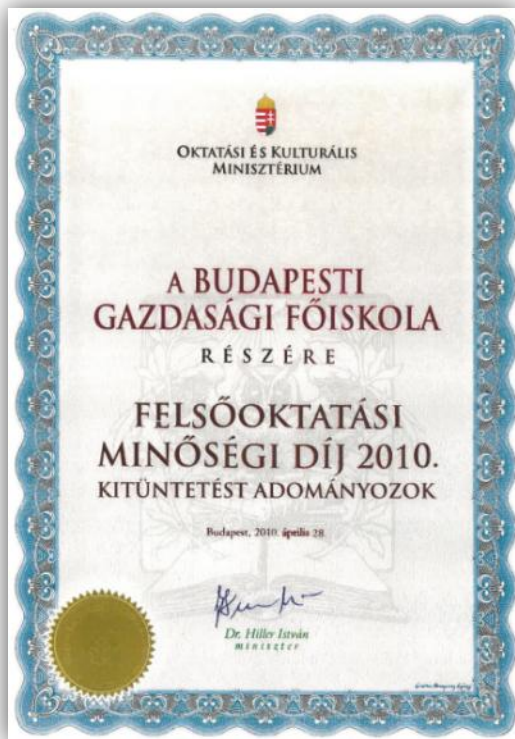 OKTATÁSI ÉS KULTURÁLIS
MINISZTÉRIUM
A BUDAPESTI
GAZDASÁGI FŐISKOLA
RÉSZÉRE
FELSŐOKTATÁSI
MINŐSÉGI DÍJ 2010.
KITÜNTETÉST ADOMÁNYOZOK
Budapest, 2010. április 28.
Dr. Hiller István
miniszter